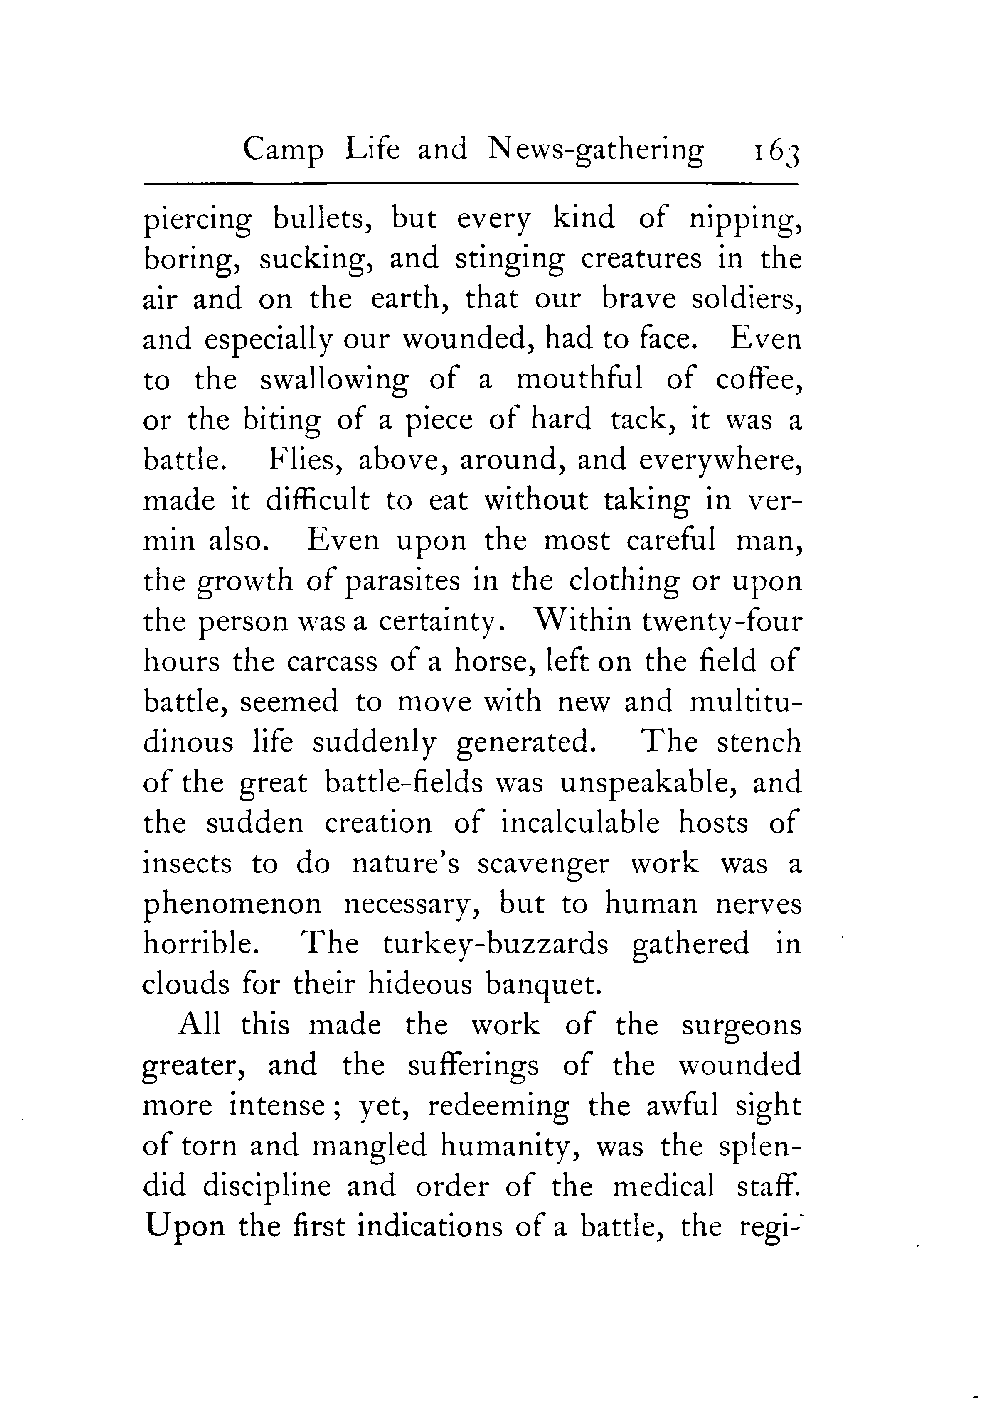 Camp Life and News-gathering 163
piercing bullets, but every kind of nipping,
boring, sucking, and stinging creatures in the
air and on the earth, that our brave soldiers,
and especially our wounded, had to face. Even
to the swallowing of a mouthful of coffee,
or the biting of a piece of hard tack, it was a
battle. Flies, above, around, and everywhere,
made it difficult to eat without taking in ver-
min also. Even upon the most careful man,
the growth of parasites in the clothing or upon
the person was a certainty. Within twenty-four
hours the carcass of a horse, left on the field of
battle, seemed to move with new and multitu-
dinous life suddenly generated. The stench
of the great battle-fields was unspeakable, and
the sudden creation of incalculable hosts of
insects to do nature's scavenger work was a
phenomenon necessary, but to human nerves
horrible. The turkey-buzzards gathered in
clouds for their hideous banquet.
All this made the work of the surgeons
greater, and the sufferings of the wounded
more intense; yet, redeeming the awful sight
of torn and mangled humanity, was the splen-
did discipline and order of the medical staff.
Upon the first indications of a battle, the regi-